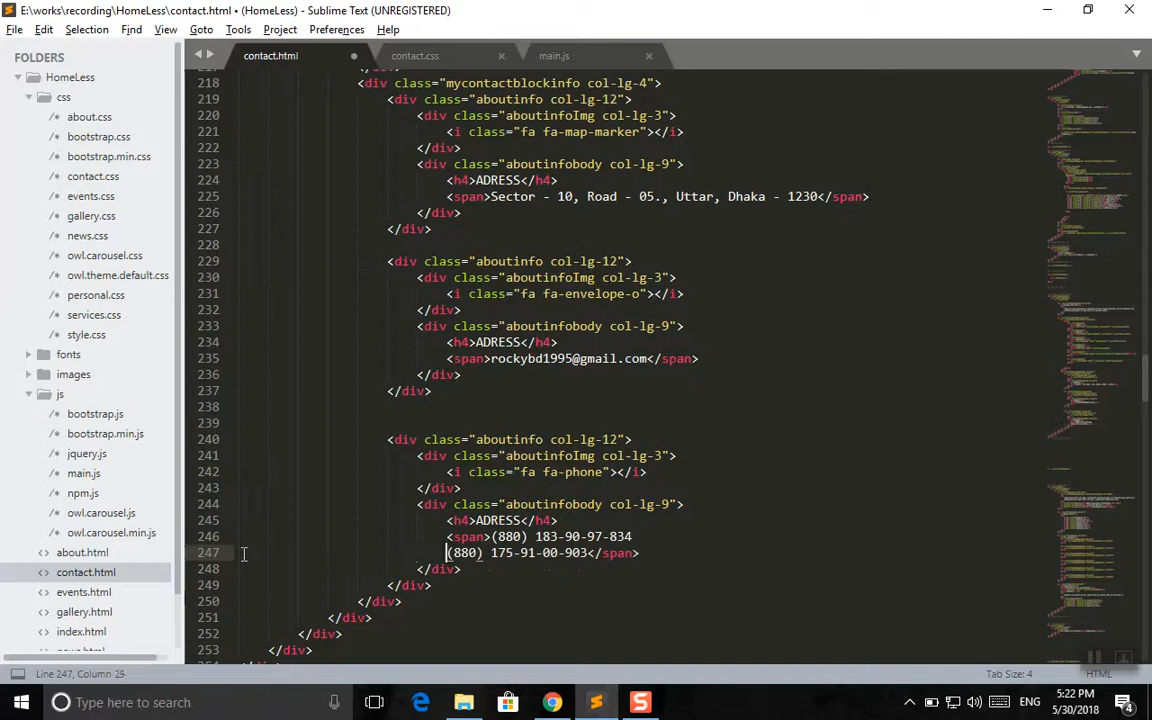 E:\works\recording\HomeLess\contact.html • (HomeLess) - Sublime Text (UNREGISTERED)
File Edit Selection Find View Goto Tools Project Preferences Help
FOLDERS
HomeLess
css
/* about.css
/* bootstrap.css
/* bootstrap.min.css
/* contact.css
/* events.css
/* gallery.css
/* news.css
/* owl.carousel.css
/* owl.theme.default.css
/* personal.css
/* services.css
/* style.css
fonts
images
js
/* bootstrap.js
/* bootstrap.min.js
/* jquery.js
/* main.js
/* npm.js
/* owl.carousel.js
/* owl.carousel.min.js
<> about.html
<> contact.html
<> events.html
<> gallery.html
<> index.html
contact.html contact.css main.js
218 <div class="mycontactblockinfo col-lg-4">
219 <div class="aboutinfo col-lg-12">
220 <div class="aboutinfoImg col-lg-3">
221 <i class="fa fa-map-marker"></i>
222 </div>
223 <div class="aboutinfobody col-lg-9">
224 <h4>ADRESS</h4>
225 <span>Sector - 10, Road - 05., Uttar, Dhaka - 1230</span>
226 </div>
227 </div>
228
229 <div class="aboutinfo col-lg-12">
230 <div class="aboutinfoImg col-lg-3">
231 <i class="fa fa-envelope-o"></i>
232 </div>
233 <div class="aboutinfobody col-lg-9">
234 <h4>ADRESS</h4>
235 <span>rockybd1995@gmail.com</span>
236 </div>
237 </div>
238
239
240 <div class="aboutinfo col-lg-12">
241 <div class="aboutinfoImg col-lg-3">
242 <i class="fa fa-phone"></i>
243 </div>
244 <div class="aboutinfobody col-lg-9">
245 <h4>ADRESS</h4>
246 <span>(880) 183-90-97-834
247 (880) 175-91-00-903</span>
248 </div>
249 </div>
250 </div>
251 </div>
252 </div>
253 </div>
Line 247, Column 25 Tab Size: 4 HTML
Type here to search
ENG
5:22 PM
5/30/2018
4